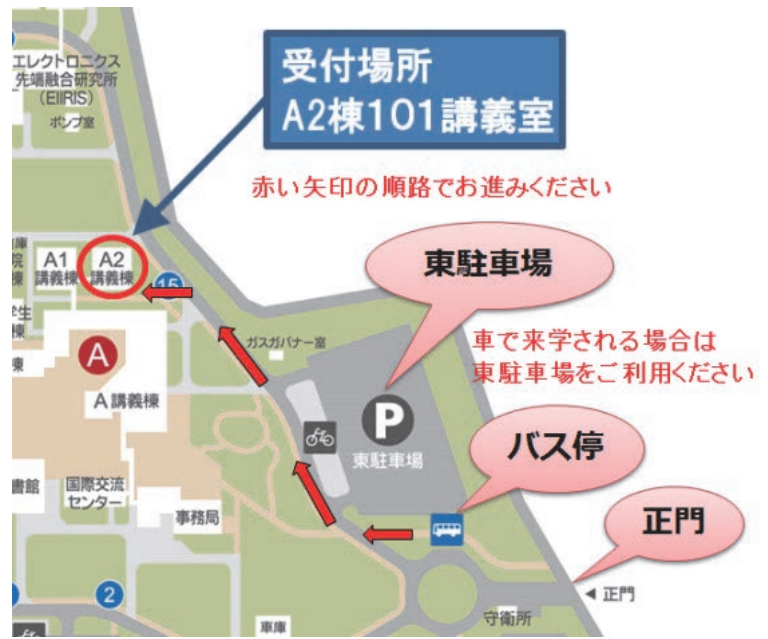 エレクトロニクス
先端融合研究所
(EIIRIS)
ポンプ室
受付場所
A2棟101講義室
赤い矢印の順路でお進みください
東駐車場
A1
講義棟
A2
講義棟
15
ガスガバナー室
車で来学される場合は
東駐車場をご利用ください
A
A講義棟
P
東駐車場
バス停
書館
国際交流
センター
事務局
正門
2
◀ 正門
守衛所
車庫